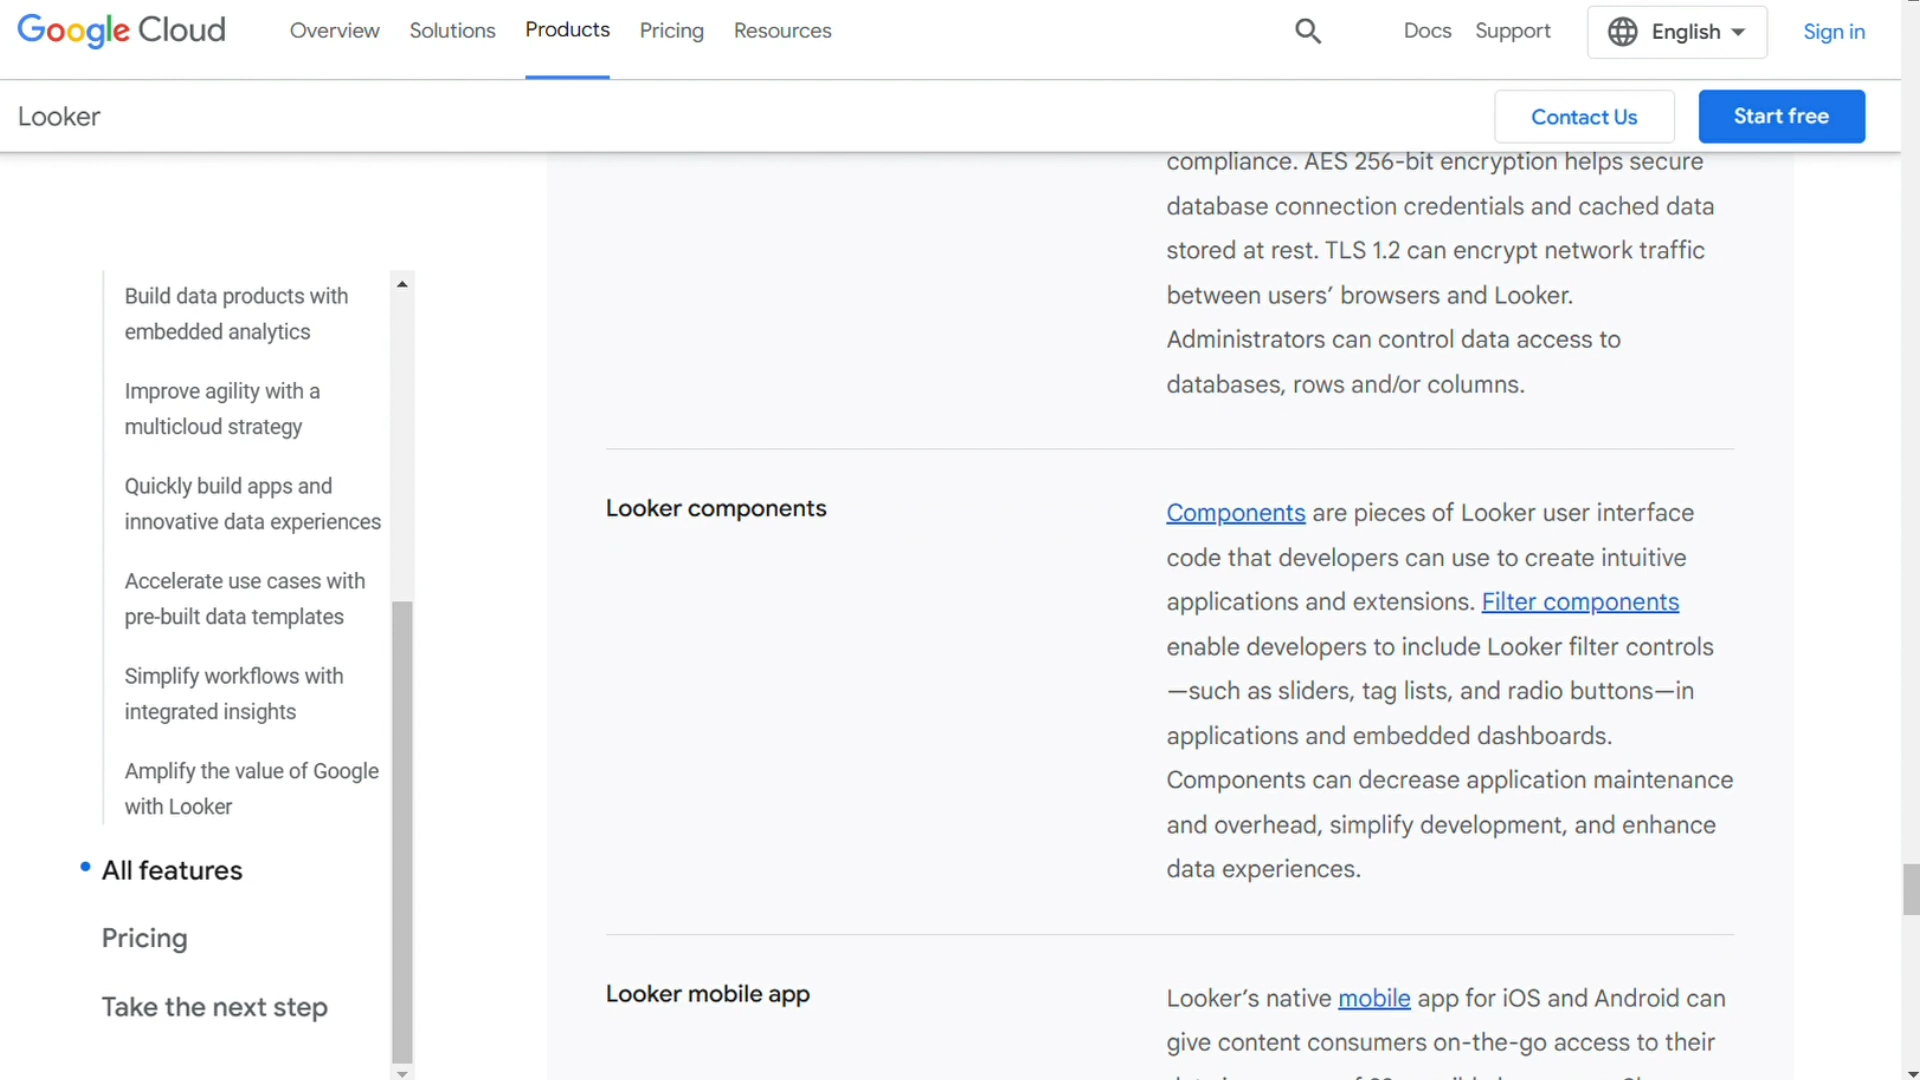 Google Cloud Overview Solutions Products Pricing Resources Docs Support English Sign in
Looker Contact Us Start free
Build data products with
embedded analytics
Improve agility with a
multicloud strategy
Quickly build apps and
innovative data experiences
Accelerate use cases with
pre-built data templates
Simplify workflows with
integrated insights
Amplify the value of Google
with Looker
All features
Pricing
Take the next step
compliance. AES 256-bit encryption helps secure
database connection credentials and cached data
stored at rest. TLS 1.2 can encrypt network traffic
between users’ browsers and Looker.
Administrators can control data access to
databases, rows and/or columns.
Looker components
Components are pieces of Looker user interface
code that developers can use to create intuitive
applications and extensions. Filter components
enable developers to include Looker filter controls
—such as sliders, tag lists, and radio buttons—in
applications and embedded dashboards.
Components can decrease application maintenance
and overhead, simplify development, and enhance
data experiences.
Looker mobile app
Looker’s native mobile app for iOS and Android can
give content consumers on-the-go access to their